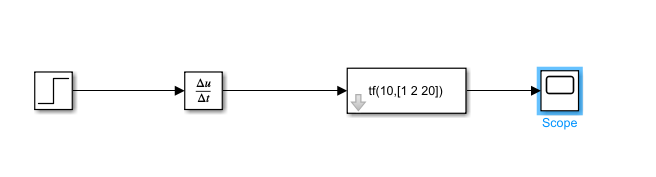 Δu
Δt
tf(10,[1 2 20])
Scope